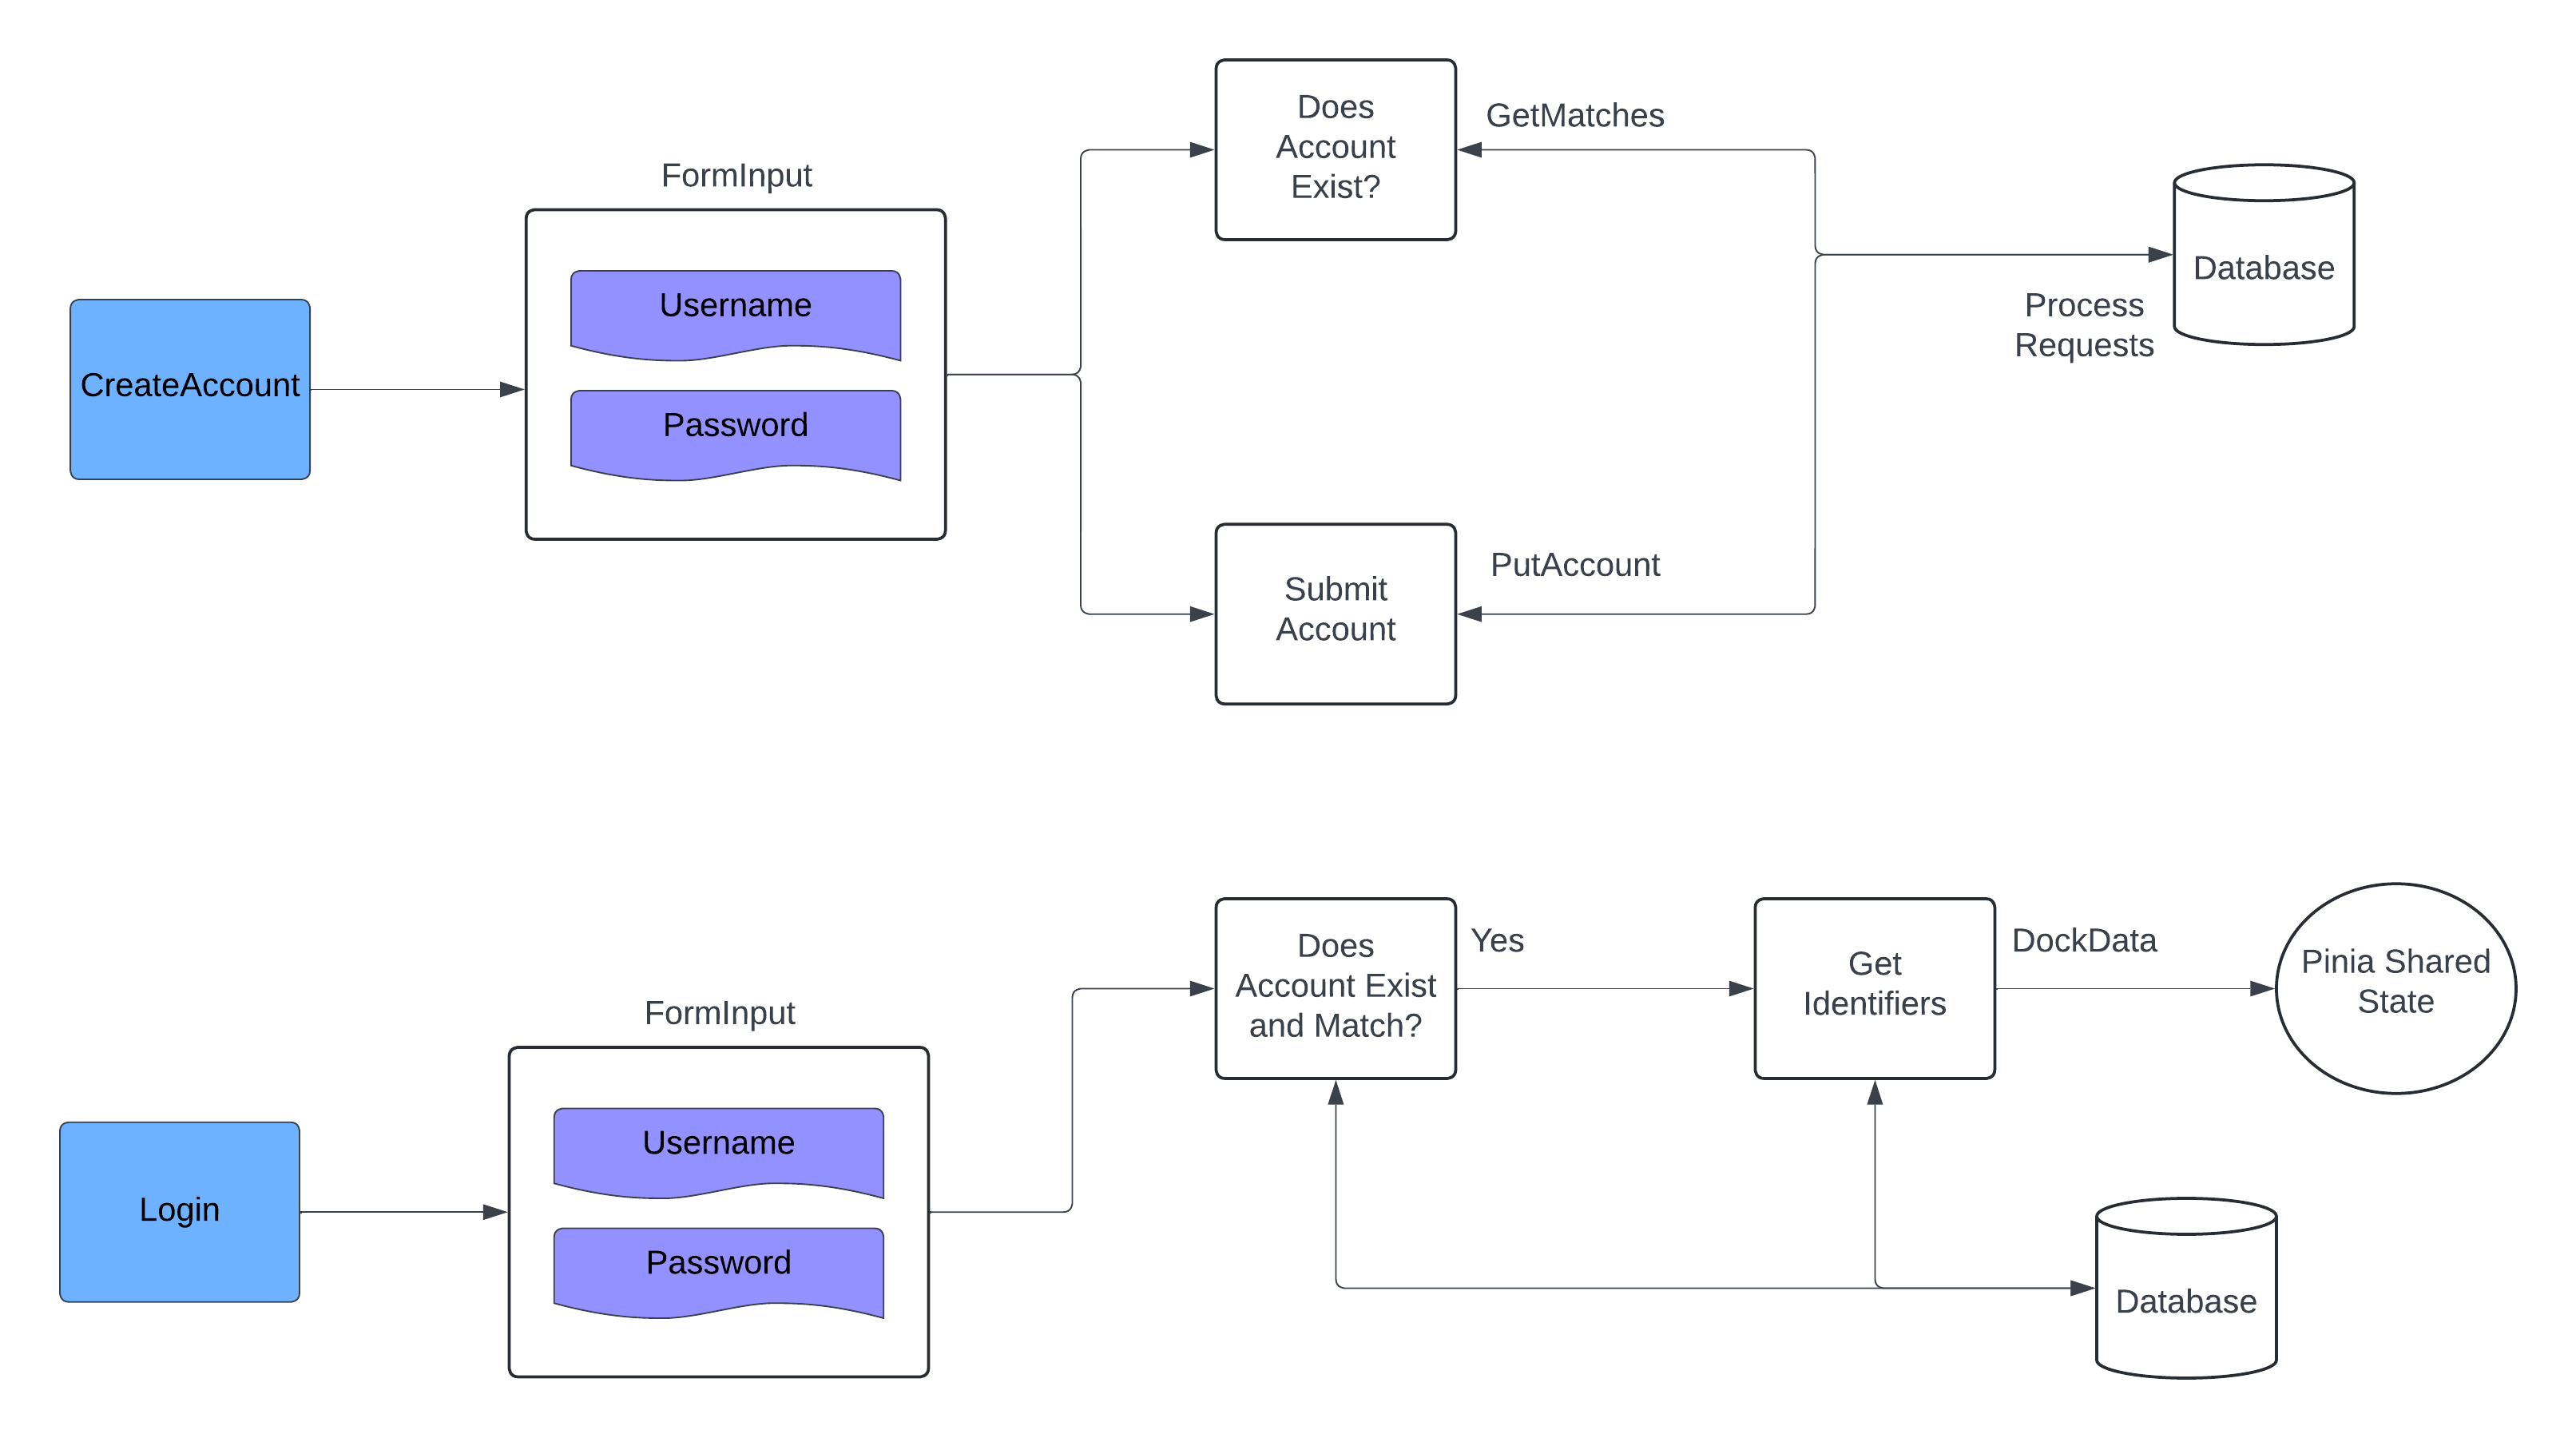 CreateAccount
FormInput
Username
Password
Does
Account
Exist?
GetMatches
Submit
Account
PutAccount
Process
Requests
Database
Login
FormInput
Username
Password
Does
Account Exist
and Match?
Yes
Get
Identifiers
DockData
Pinia Shared
State
Database